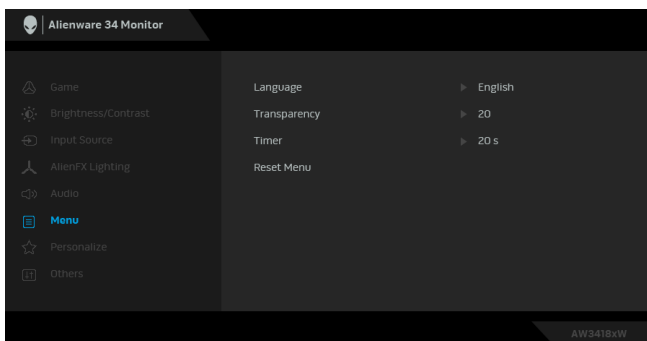 Alienware 34 Monitor
Game
Language English
Brightness/Contrast
Transparency 20
Input Source
Timer 20 s
AlienFX Lighting
Reset Menu
Audio
Menu
Personalize
Others
AW3418xW